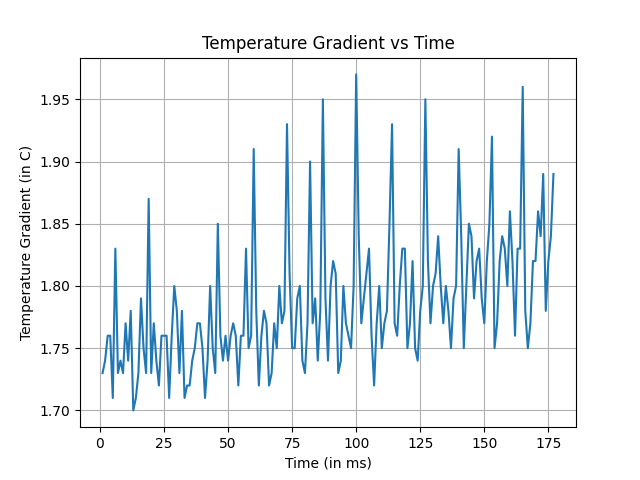 Temperature Gradient vs Time
Temperature Gradient (in C)
1.95
1.90
1.85
1.80
1.75
1.70
0 25 50 75 100 125 150 175
Time (in ms)